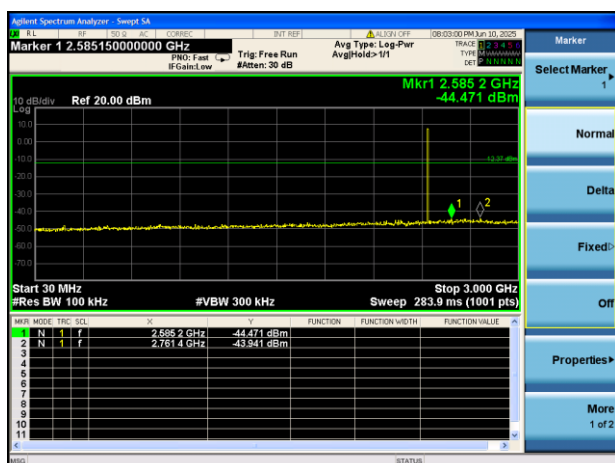 Agilent Spectrum Analyzer - Swept SA
RL RF 50 Ω AC CORREC INT REF ALIGN OFF 08:03:00 PM Jun 10, 2025
Marker 1 2.585150000000 GHz
PNO: Fast
IFGain:Low
Trig: Free Run
#Atten: 30 dB
Avg Type: Log-Pwr
Avg|Hold:>1/1
TRACE 1 2 3 4 5 6
TYPE M
DET P N N N N N
Mkr1 2.585 2 GHz
-44.471 dBm
10 dB/div
Log
Ref 20.00 dBm
10.0
0.00
-10.0
-12.37 dBm
-20.0
-30.0
-40.0
-50.0
-60.0
-70.0
1
2
Start 30 MHz
Stop 3.000 GHz
#Res BW 100 kHz
#VBW 300 kHz
Sweep 283.9 ms (1001 pts)
MKR MODE TRC SCL X Y FUNCTION FUNCTION WIDTH FUNCTION VALUE
1 N 1 f 2.585 2 GHz -44.471 dBm
2 N 1 f 2.761 4 GHz -43.941 dBm
3
4
5
6
7
8
9
10
11
MSG STATUS
Marker
Select Marker
1
Normal
Delta
Fixed
Off
Properties
More
1 of 2